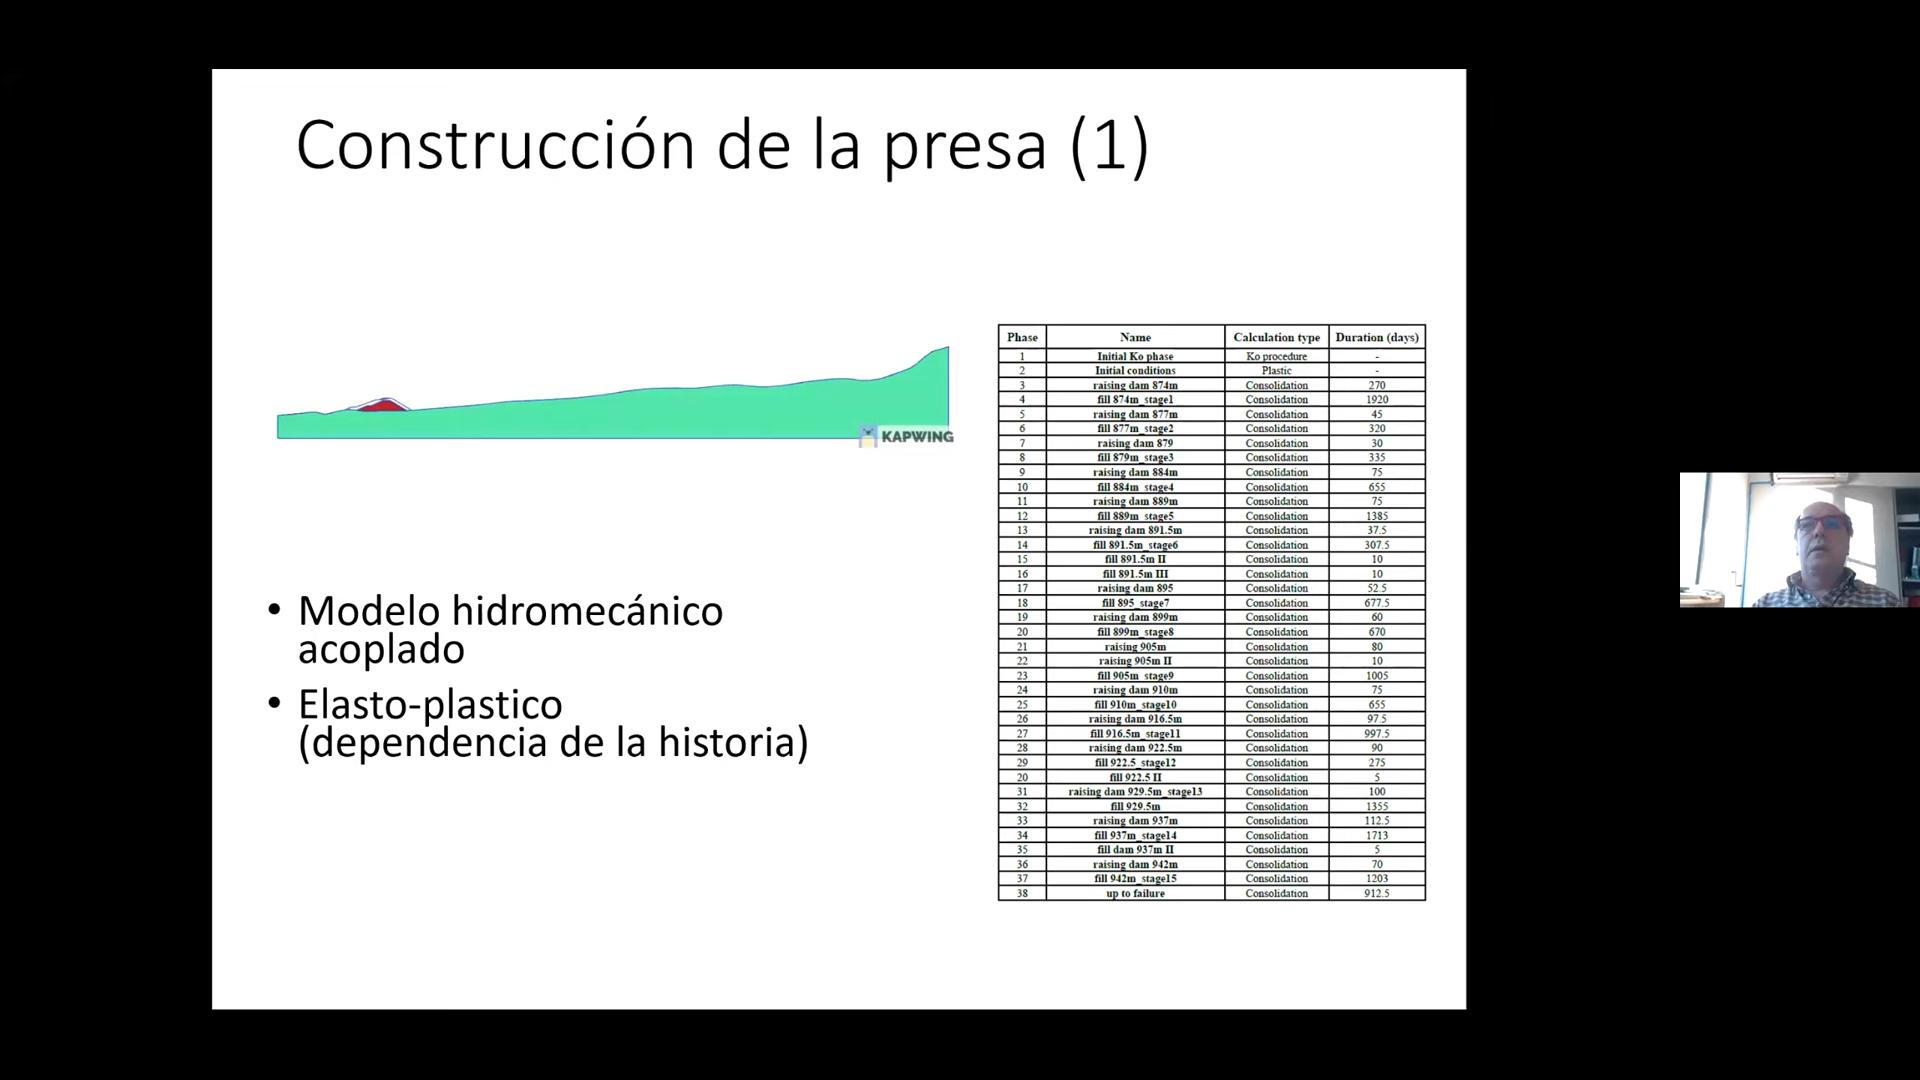 Construcción de la presa (1)
KAPWING
• Modelo hidromecánico
acoplado
• Elasto-plastico
(dependencia de la historia)
Phase Name Calculation type Duration (days)
1 Initial Ko phase Ko procedure -
2 Initial conditions Plastic -
3 raising dam 874m Consolidation 270
4 fill 874m_stage1 Consolidation 1920
5 raising dam 877m Consolidation 45
6 fill 877m_stage2 Consolidation 320
7 raising dam 879 Consolidation 30
8 fill 879m_stage3 Consolidation 335
9 raising dam 884m Consolidation 75
10 fill 884m_stage4 Consolidation 655
11 raising dam 889m Consolidation 75
12 fill 889m_stage5 Consolidation 1385
13 raising dam 891.5m Consolidation 37.5
14 fill 891.5m_stage6 Consolidation 307.5
15 fill 891.5m II Consolidation 10
16 fill 891.5m III Consolidation 10
17 raising dam 895 Consolidation 52.5
18 fill 895_stage7 Consolidation 677.5
19 raising dam 899m Consolidation 60
20 fill 899m_stage8 Consolidation 670
21 raising 905m Consolidation 80
22 raising 905m II Consolidation 10
23 fill 905m_stage9 Consolidation 1005
24 raising dam 910m Consolidation 75
25 fill 910m_stage10 Consolidation 655
26 raising dam 916.5m Consolidation 97.5
27 fill 916.5m_stage11 Consolidation 997.5
28 raising dam 922.5m Consolidation 90
29 fill 922.5_stage12 Consolidation 275
20 fill 922.5 II Consolidation 5
31 raising dam 929.5m_stage13 Consolidation 100
32 fill 929.5m Consolidation 1355
33 raising dam 937m Consolidation 112.5
34 fill 937m_stage14 Consolidation 1713
35 fill dam 937m II Consolidation 5
36 raising dam 942m Consolidation 70
37 fill 942m_stage15 Consolidation 1203
38 up to failure Consolidation 912.5